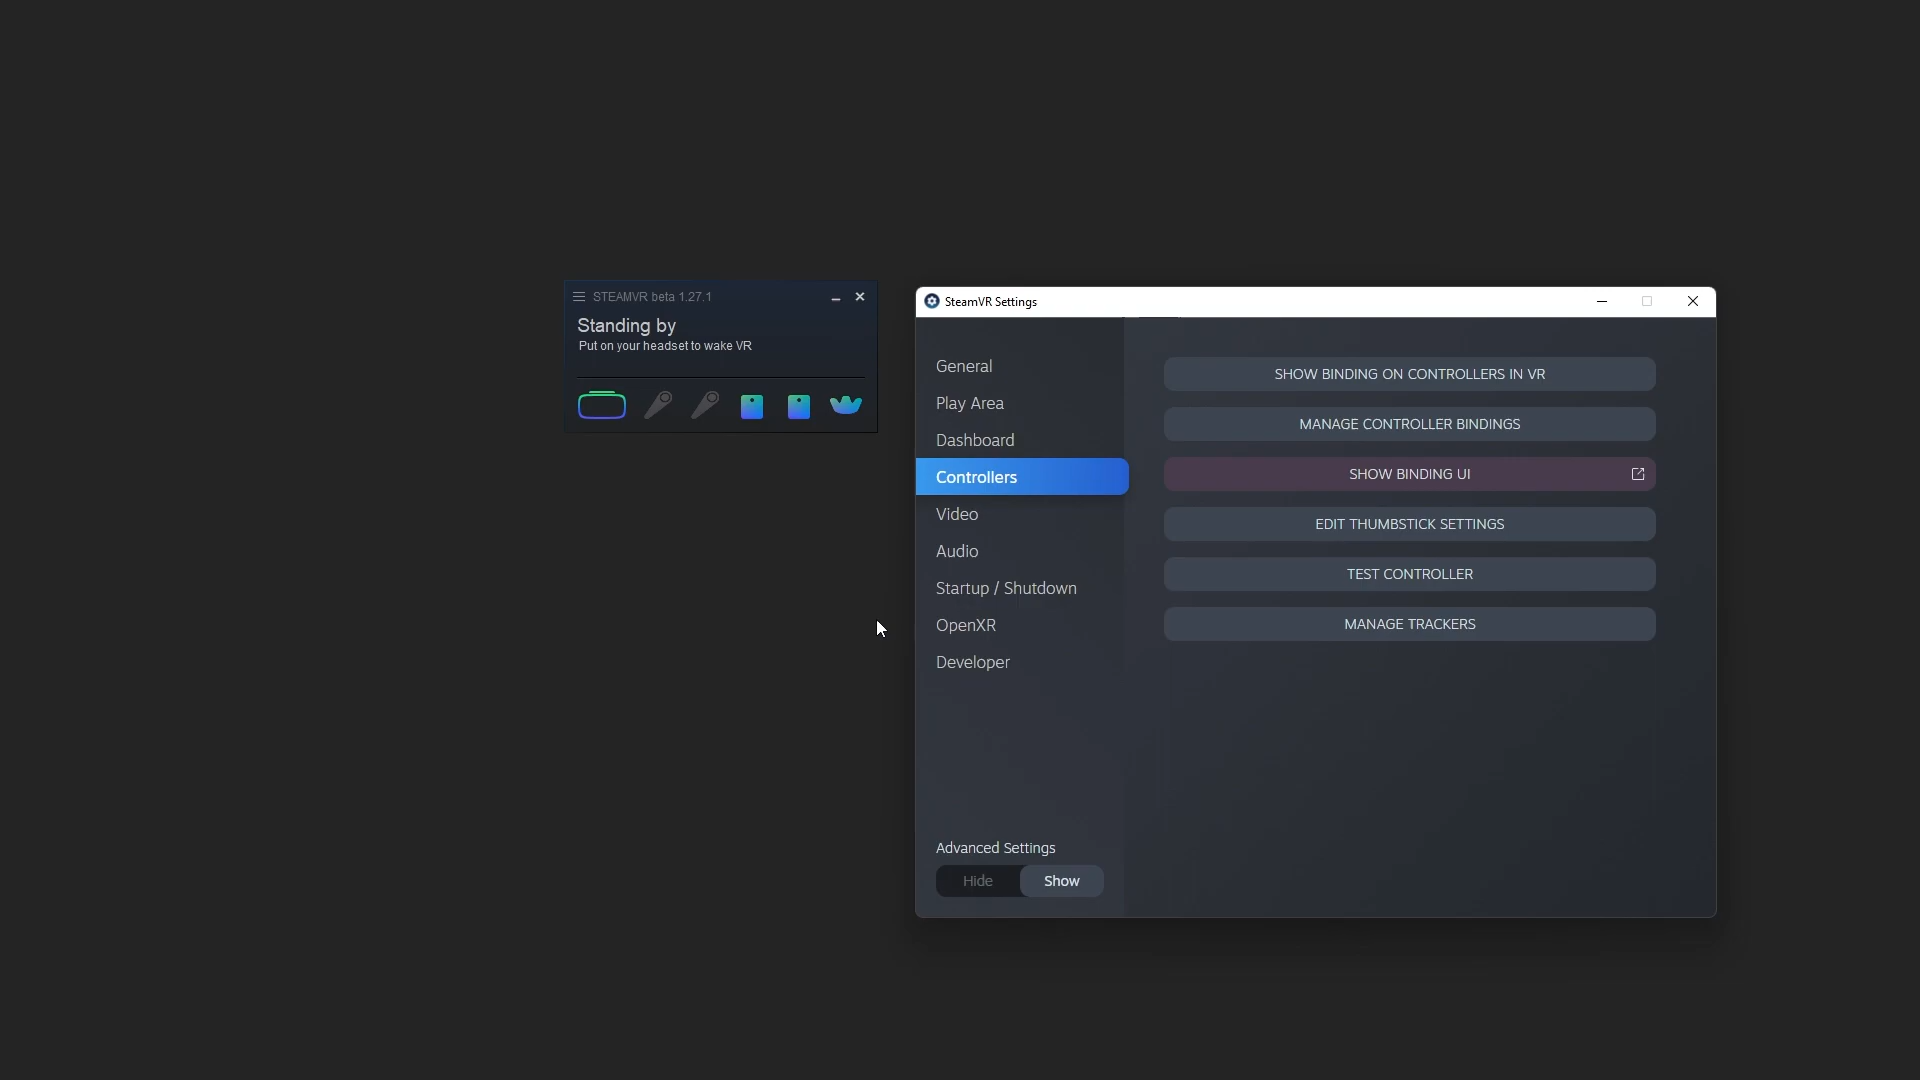 STEAMVR beta 1.27.1
Standing by
Put on your headset to wake VR
SteamVR Settings
General
Play Area
Dashboard
Controllers
Video
Audio
Startup / Shutdown
OpenXR
Developer
Advanced Settings
Hide Show
SHOW BINDING ON CONTROLLERS IN VR
MANAGE CONTROLLER BINDINGS
SHOW BINDING UI
EDIT THUMBSTICK SETTINGS
TEST CONTROLLER
MANAGE TRACKERS